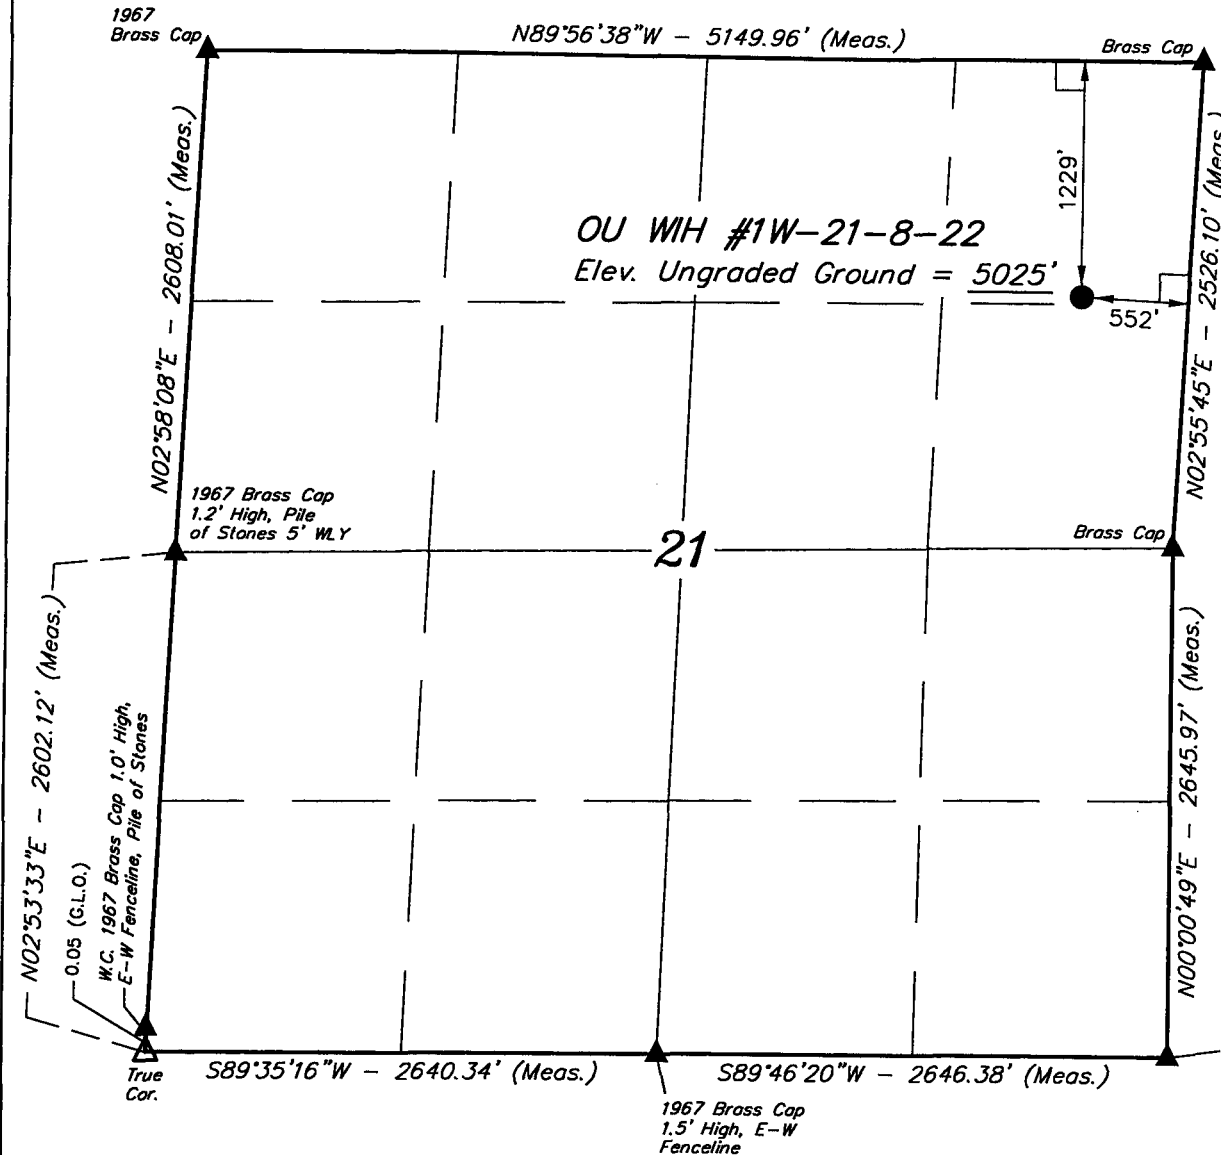 1967
Brass Cap
N89°56'38"W - 5149.96' (Meas.)
Brass Cap
N02°58'08"E - 2608.01' (Meas.)
1229'
N02°55'45"E - 2526.10' (Meas.)
OU WIH #1W-21-8-22
Elev. Ungraded Ground = 5025'
552'
1967 Brass Cap
1.2' High, Pile
of Stones 5' WLY
21
Brass Cap
N02°53'33"E - 2602.12' (Meas.)
0.05 (G.L.O.)
W.C. 1967 Brass Cap 1.0' High,
E-W Fenceline, Pile of Stones
N00°00'49"E - 2645.97' (Meas.)
True
Cor.
S89°35'16"W - 2640.34' (Meas.)
S89°46'20"W - 2646.38' (Meas.)
1967 Brass Cap
1.5' High, E-W
Fenceline